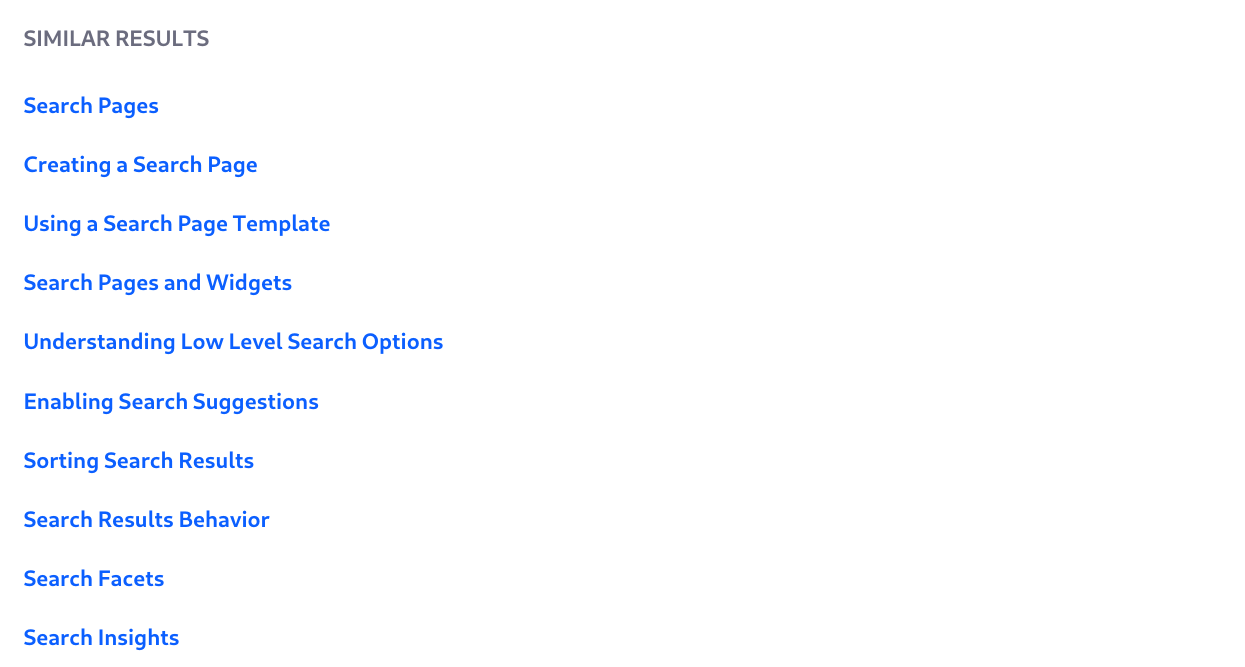 SIMILAR RESULTS
Search Pages
Creating a Search Page
Using a Search Page Template
Search Pages and Widgets
Understanding Low Level Search Options
Enabling Search Suggestions
Sorting Search Results
Search Results Behavior
Search Facets
Search Insights